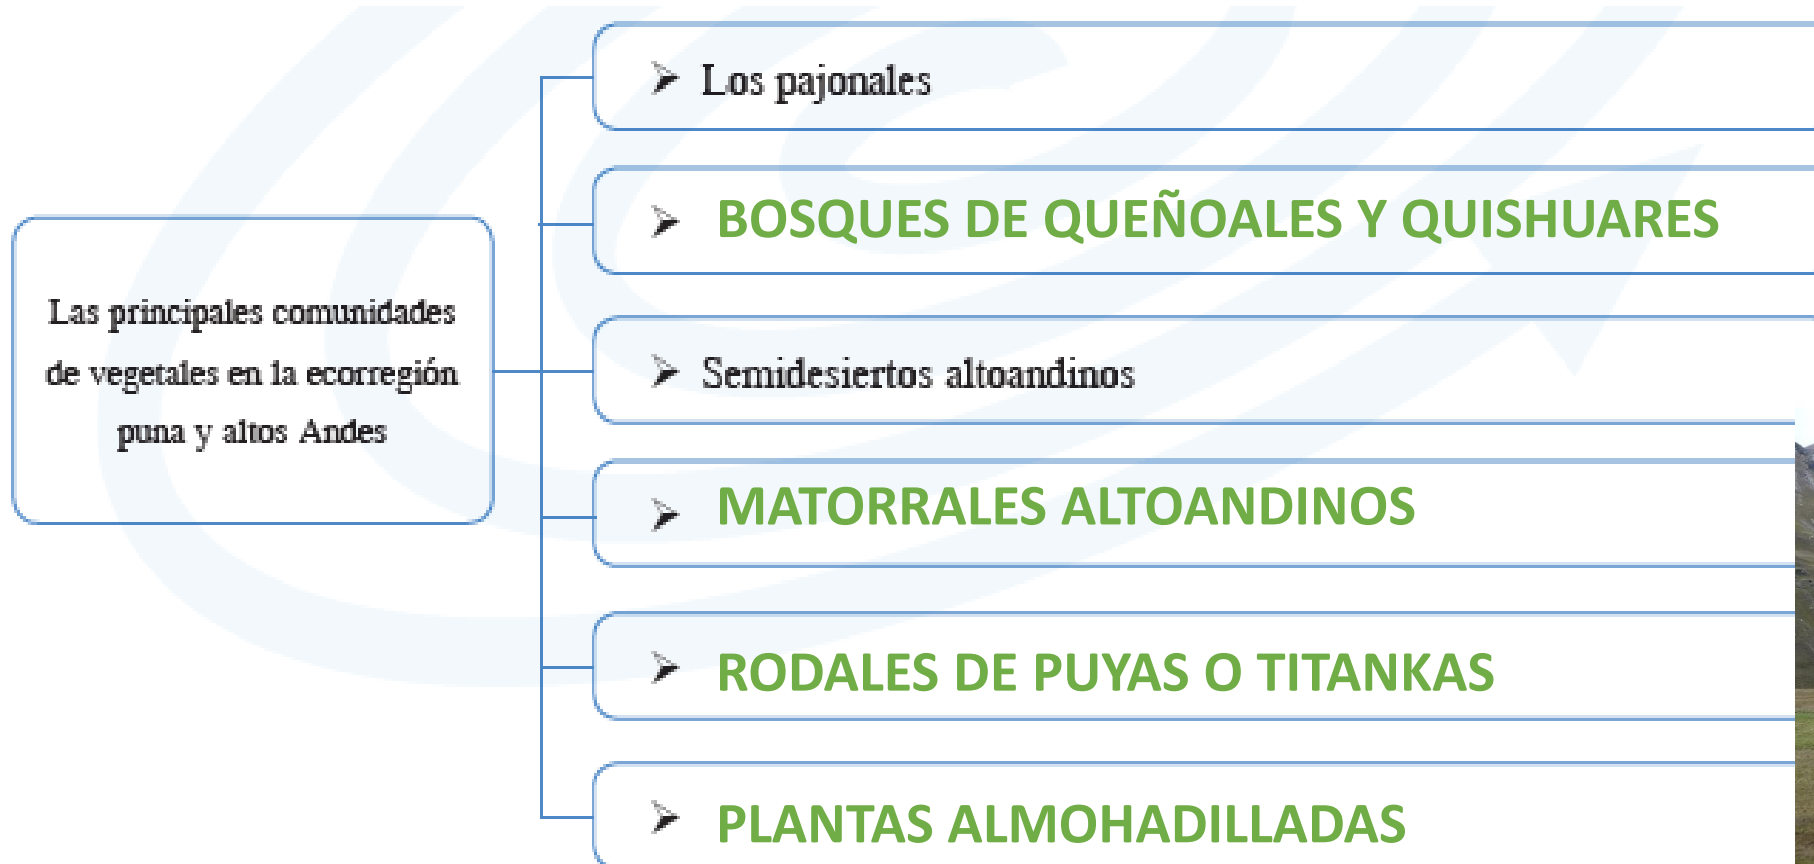 Las principales comunidades
de vegetales en la ecorregión
puna y altos Andes
➢ Los pajonales
➢ BOSQUES DE QUEÑOALES Y QUISHUARES
➢ Semidesiertos altoandinos
➢ MATORRALES ALTOANDINOS
➢ RODALES DE PUYAS O TITANKAS
➢ PLANTAS ALMOHADILLADAS